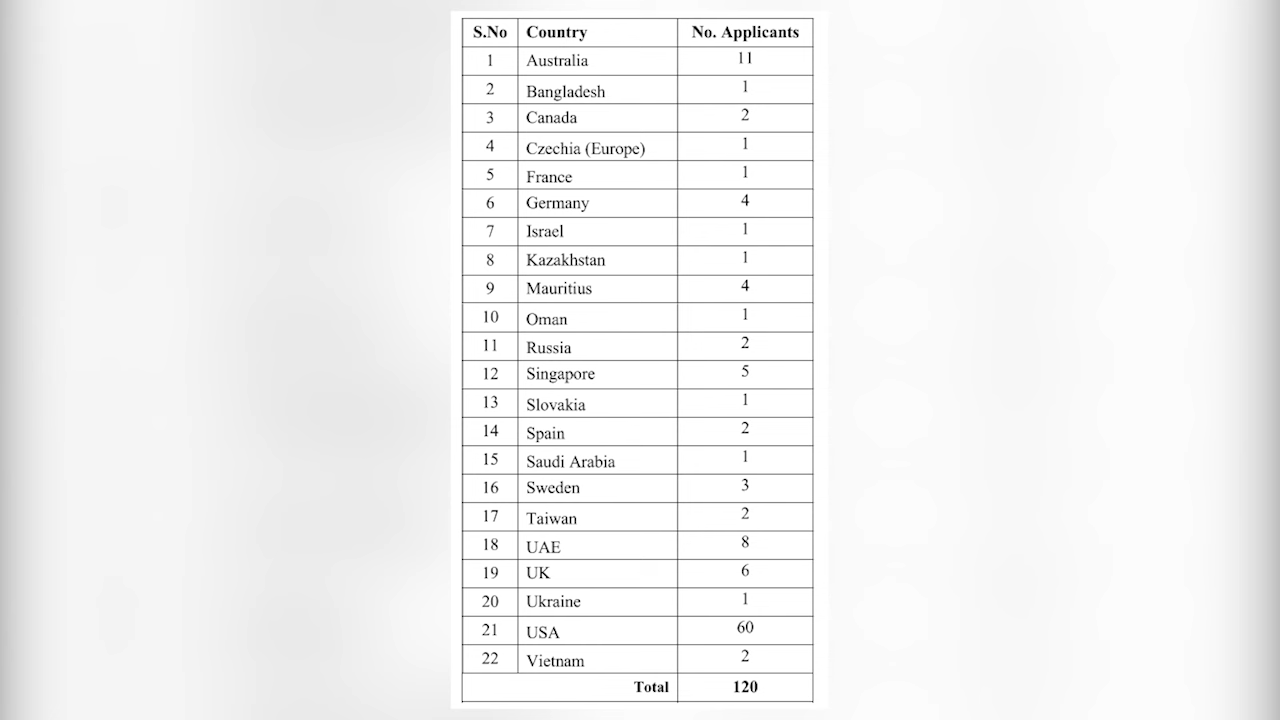 S.No Country No. Applicants
1 Australia 11
2 Bangladesh 1
3 Canada 2
4 Czechia (Europe) 1
5 France 1
6 Germany 4
7 Israel 1
8 Kazakhstan 1
9 Mauritius 4
10 Oman 1
11 Russia 2
12 Singapore 5
13 Slovakia 1
14 Spain 2
15 Saudi Arabia 1
16 Sweden 3
17 Taiwan 2
18 UAE 8
19 UK 6
20 Ukraine 1
21 USA 60
22 Vietnam 2
Total 120